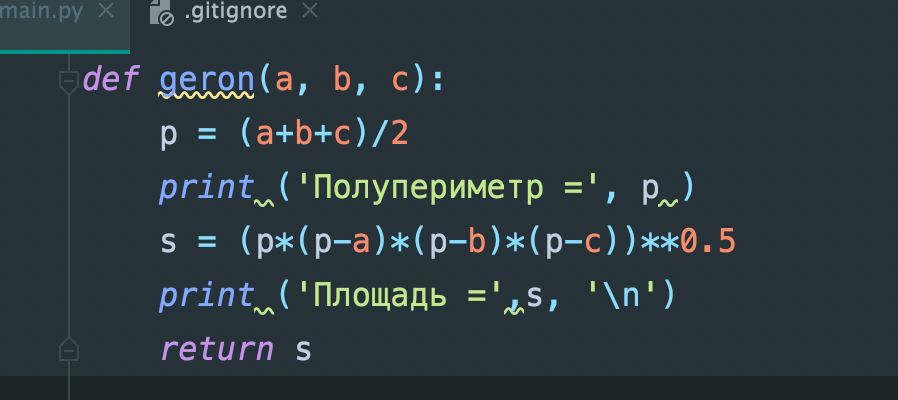 main.py × .gitignore ×
def geron(a, b, c):
p = (a+b+c)/2
print ('Полупериметр =', p )
s = (p*(p-a)*(p-b)*(p-c))**0.5
print ('Площадь =',s, '\n')
return s